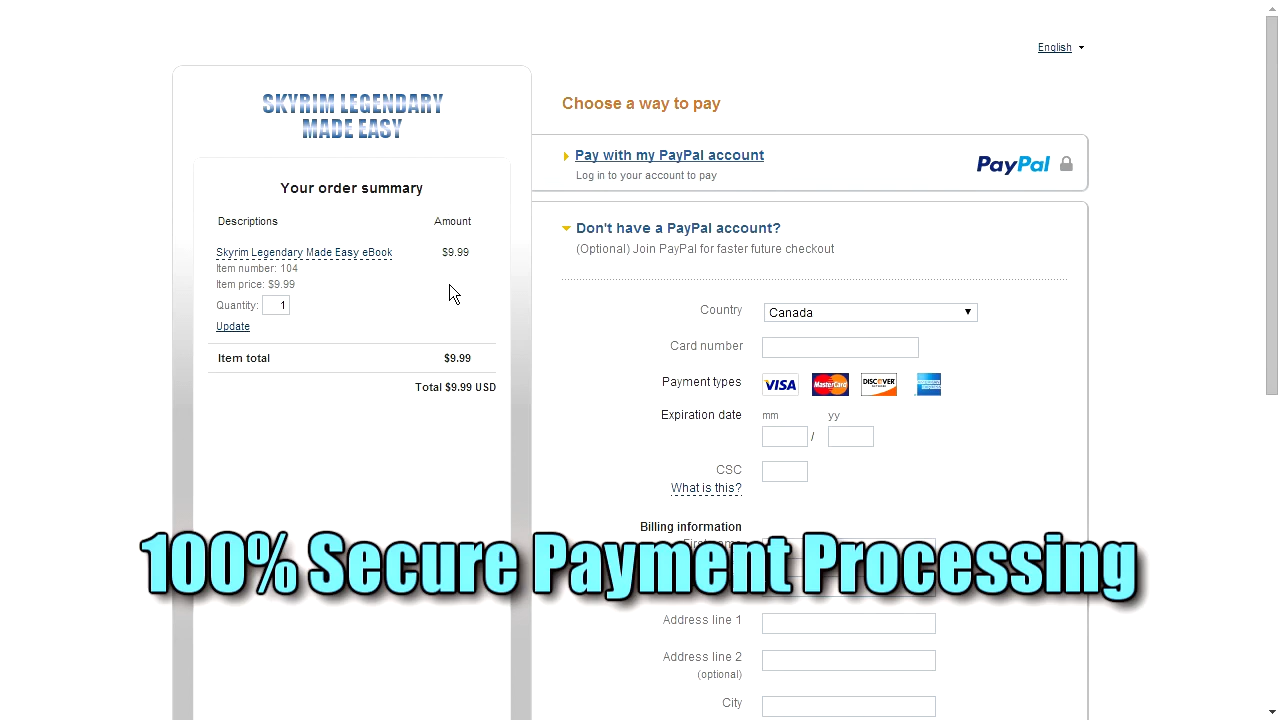 English
SKYRIM LEGENDARY
MADE EASY
Your order summary
Descriptions Amount
Skyrim Legendary Made Easy eBook $9.99
Item number: 104
Item price: $9.99
Quantity: 1
Update
Item total $9.99
Total $9.99 USD
Choose a way to pay
Pay with my PayPal account
Log in to your account to pay
PayPal
Don't have a PayPal account?
(Optional) Join PayPal for faster future checkout
Country Canada
Card number
Payment types VISA MasterCard DISCOVER AMERICAN EXPRESS
Expiration date mm yy
/
CSC
What is this?
Billing information
100% Secure Payment Processing
Address line 1
Address line 2
(optional)
City